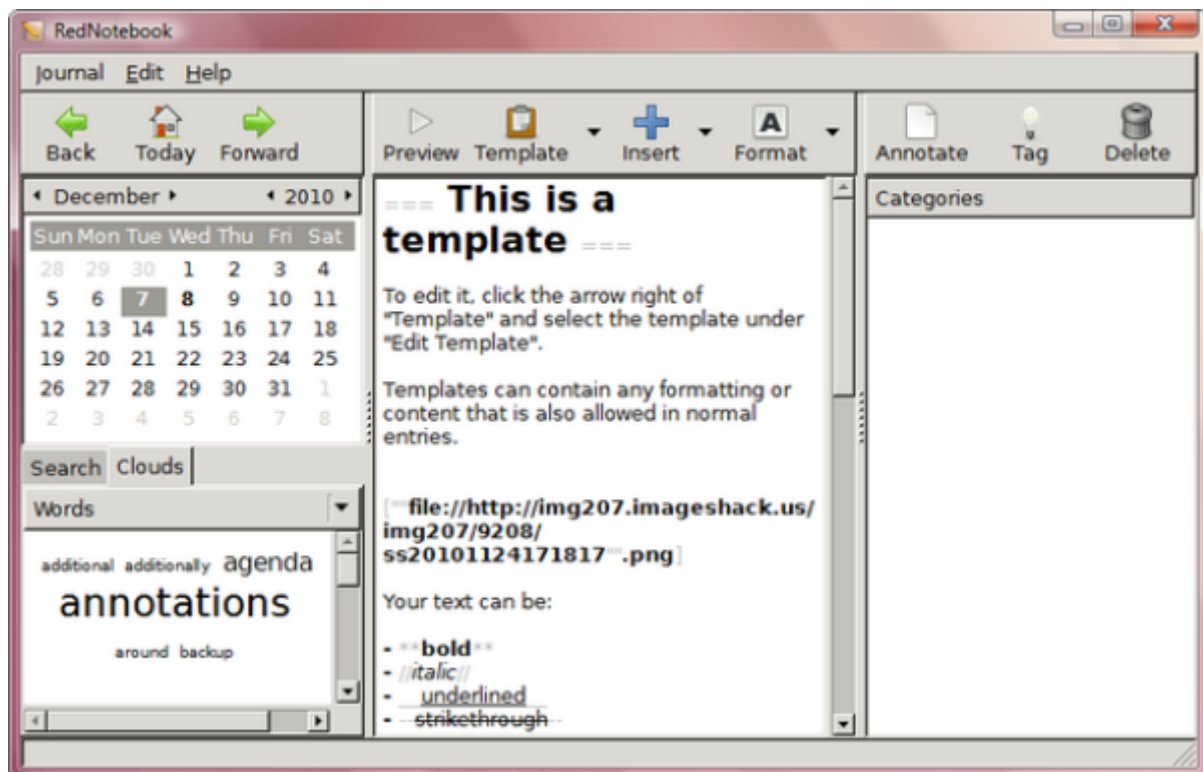 RedNotebook
Journal Edit Help
Back Today Forward
December 2010
Sun Mon Tue Wed Thu Fri Sat
28 29 30 1 2 3 4
5 6 7 8 9 10 11
12 13 14 15 16 17 18
19 20 21 22 23 24 25
26 27 28 29 30 31 1
2 3 4 5 6 7 8
Search Clouds
Words
additional additionally agenda
annotations
around backup
Preview Template Insert Format
=== This is a
template ===
To edit it, click the arrow right of
"Template" and select the template under
"Edit Template".
Templates can contain any formatting or
content that is also allowed in normal
entries.
[""file://http://img207.imageshack.us/
img207/9208/
ss20101124171817"".png]
Your text can be:
- **bold**
- //italic//
- __underlined__
- --strikethrough--
Annotate Tag Delete
Categories